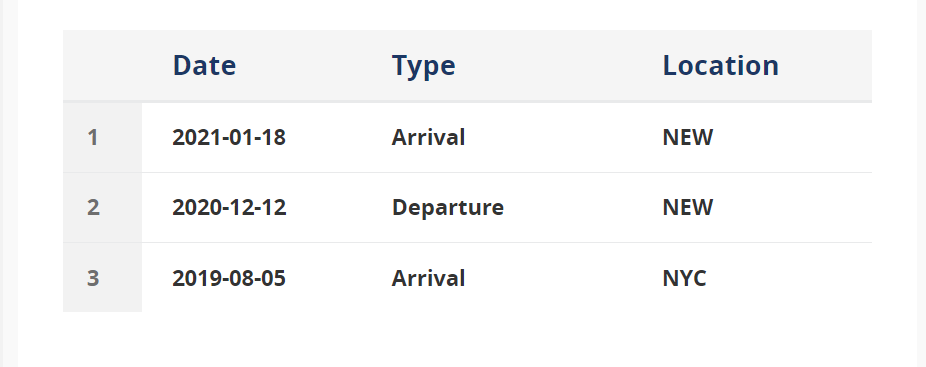 Date Type Location
1 2021-01-18 Arrival NEW
2 2020-12-12 Departure NEW
3 2019-08-05 Arrival NYC